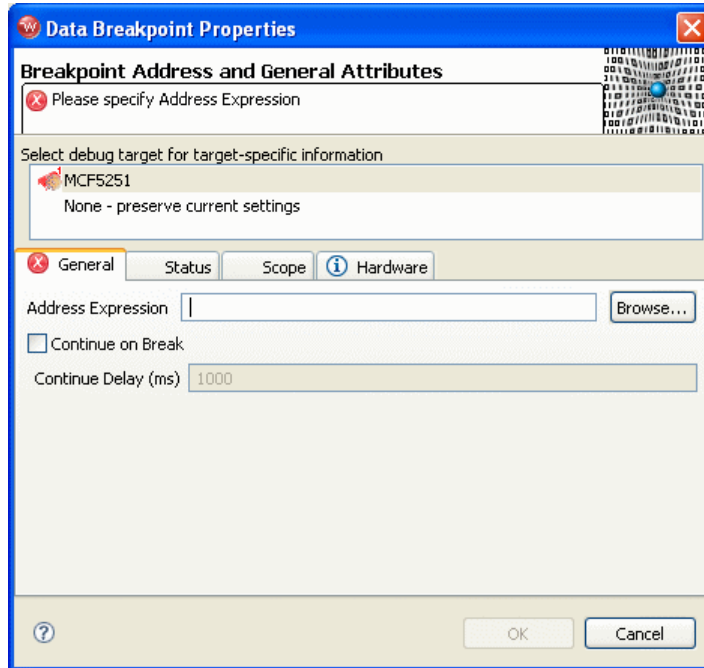 Data Breakpoint Properties
Breakpoint Address and General Attributes
Please specify Address Expression
Select debug target for target-specific information
MCF5251
None - preserve current settings
General Status Scope Hardware
Address Expression Browse...
Continue on Break
Continue Delay (ms) 1000
OK Cancel